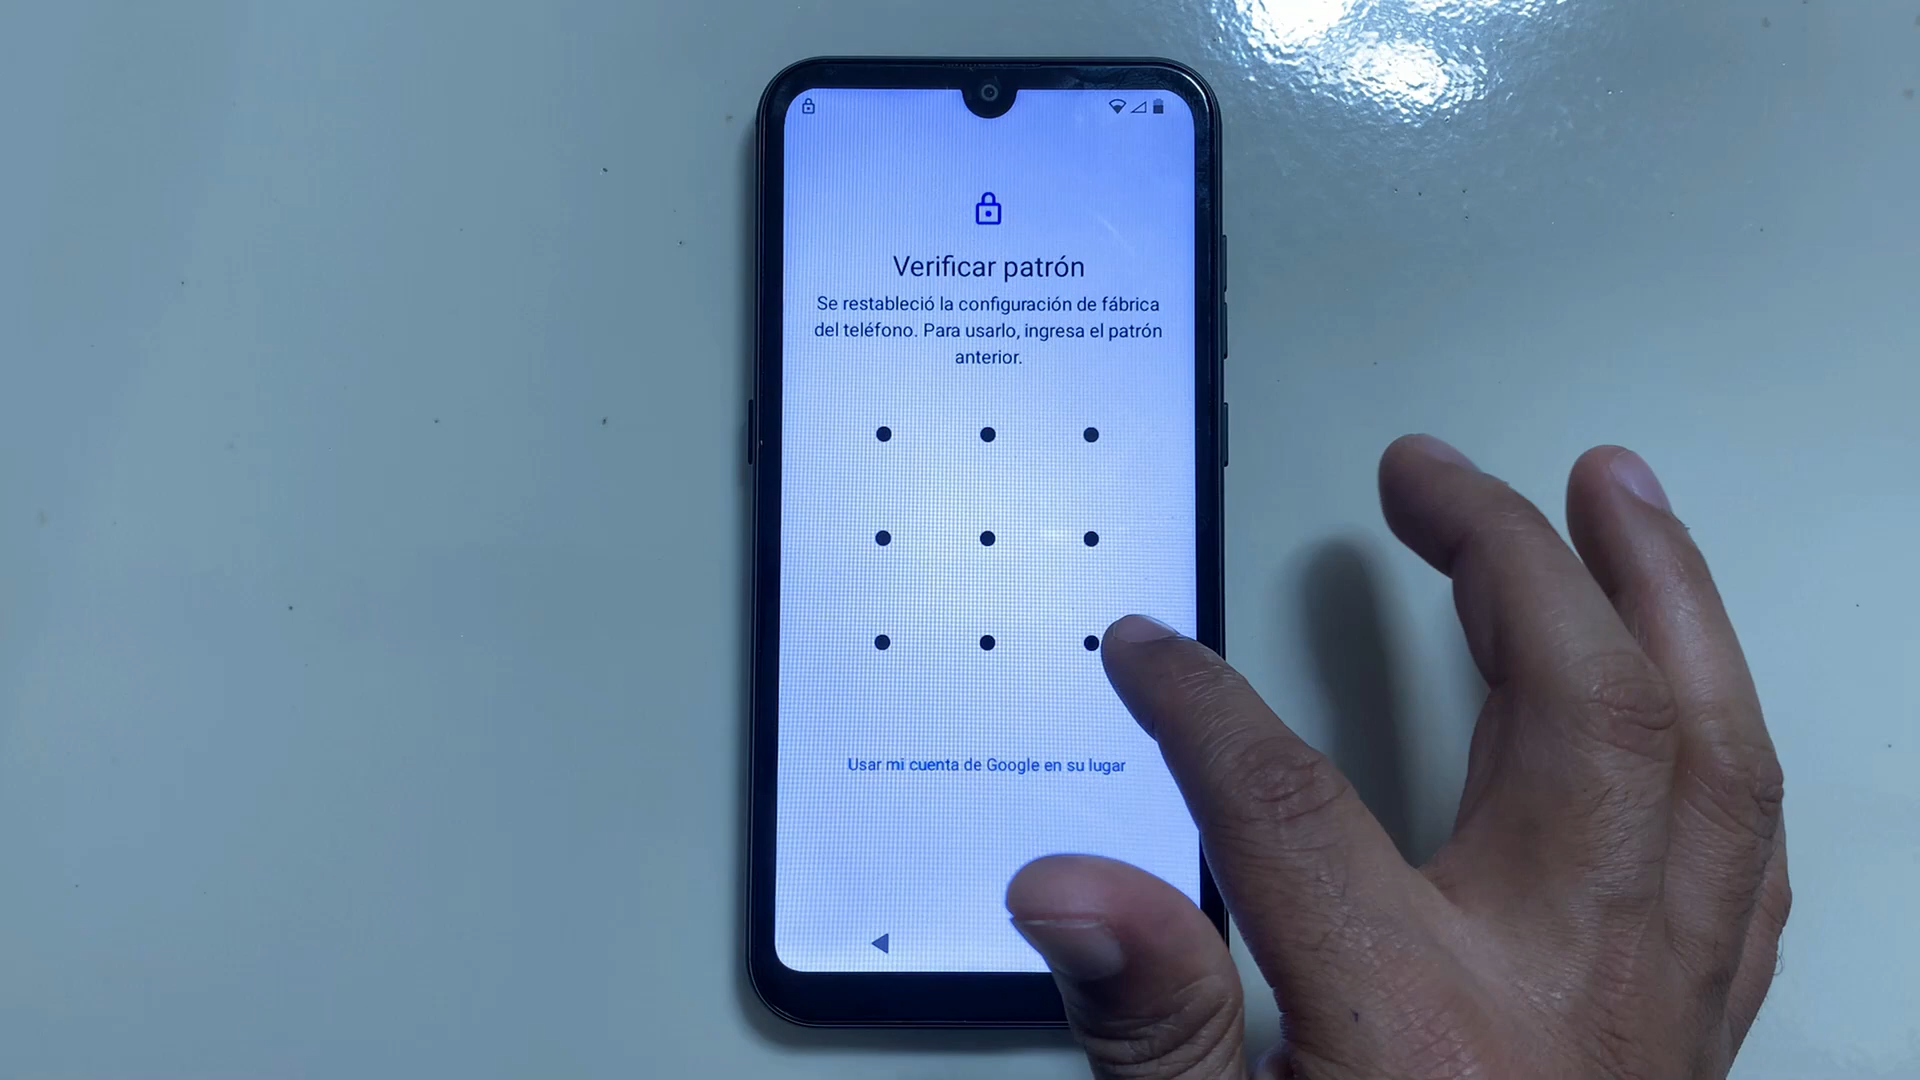 Verificar patrón
Se restableció la configuración de fábrica
del teléfono. Para usarlo, ingresa el patrón
anterior.
Usar mi cuenta de Google en su lugar